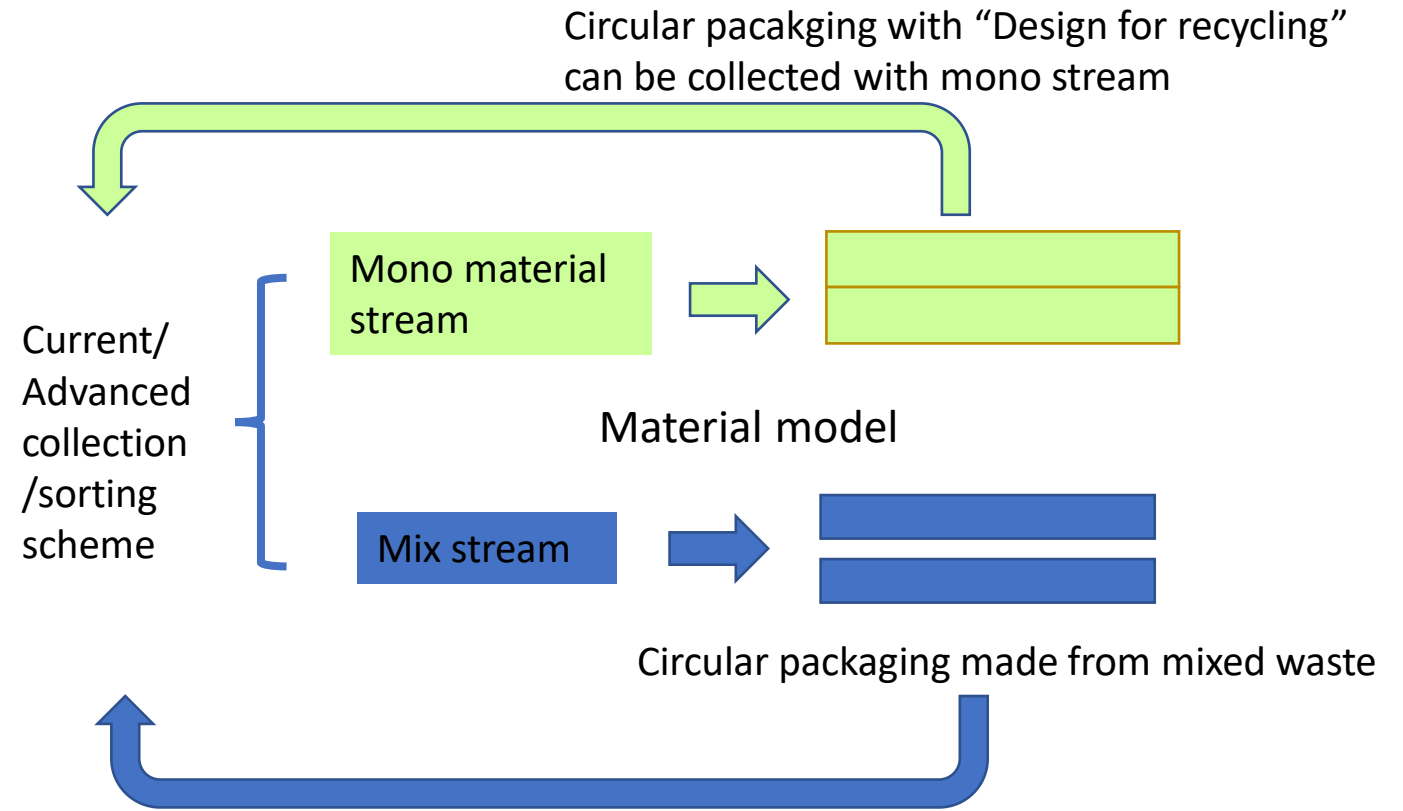 Circular pacakging with “Design for recycling”
can be collected with mono stream
Mono material
stream
Current/
Advanced
collection
/sorting
scheme
Material model
Mix stream
Circular packaging made from mixed waste